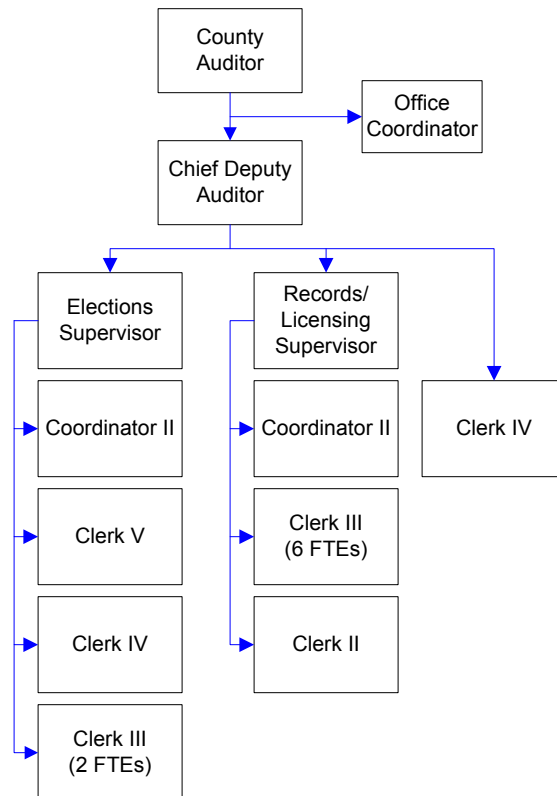 County
Auditor
Office
Coordinator
Chief Deputy
Auditor
Elections
Supervisor
Records/
Licensing
Supervisor
Coordinator II
Coordinator II
Clerk IV
Clerk V
Clerk III
(6 FTEs)
Clerk IV
Clerk II
Clerk III
(2 FTEs)